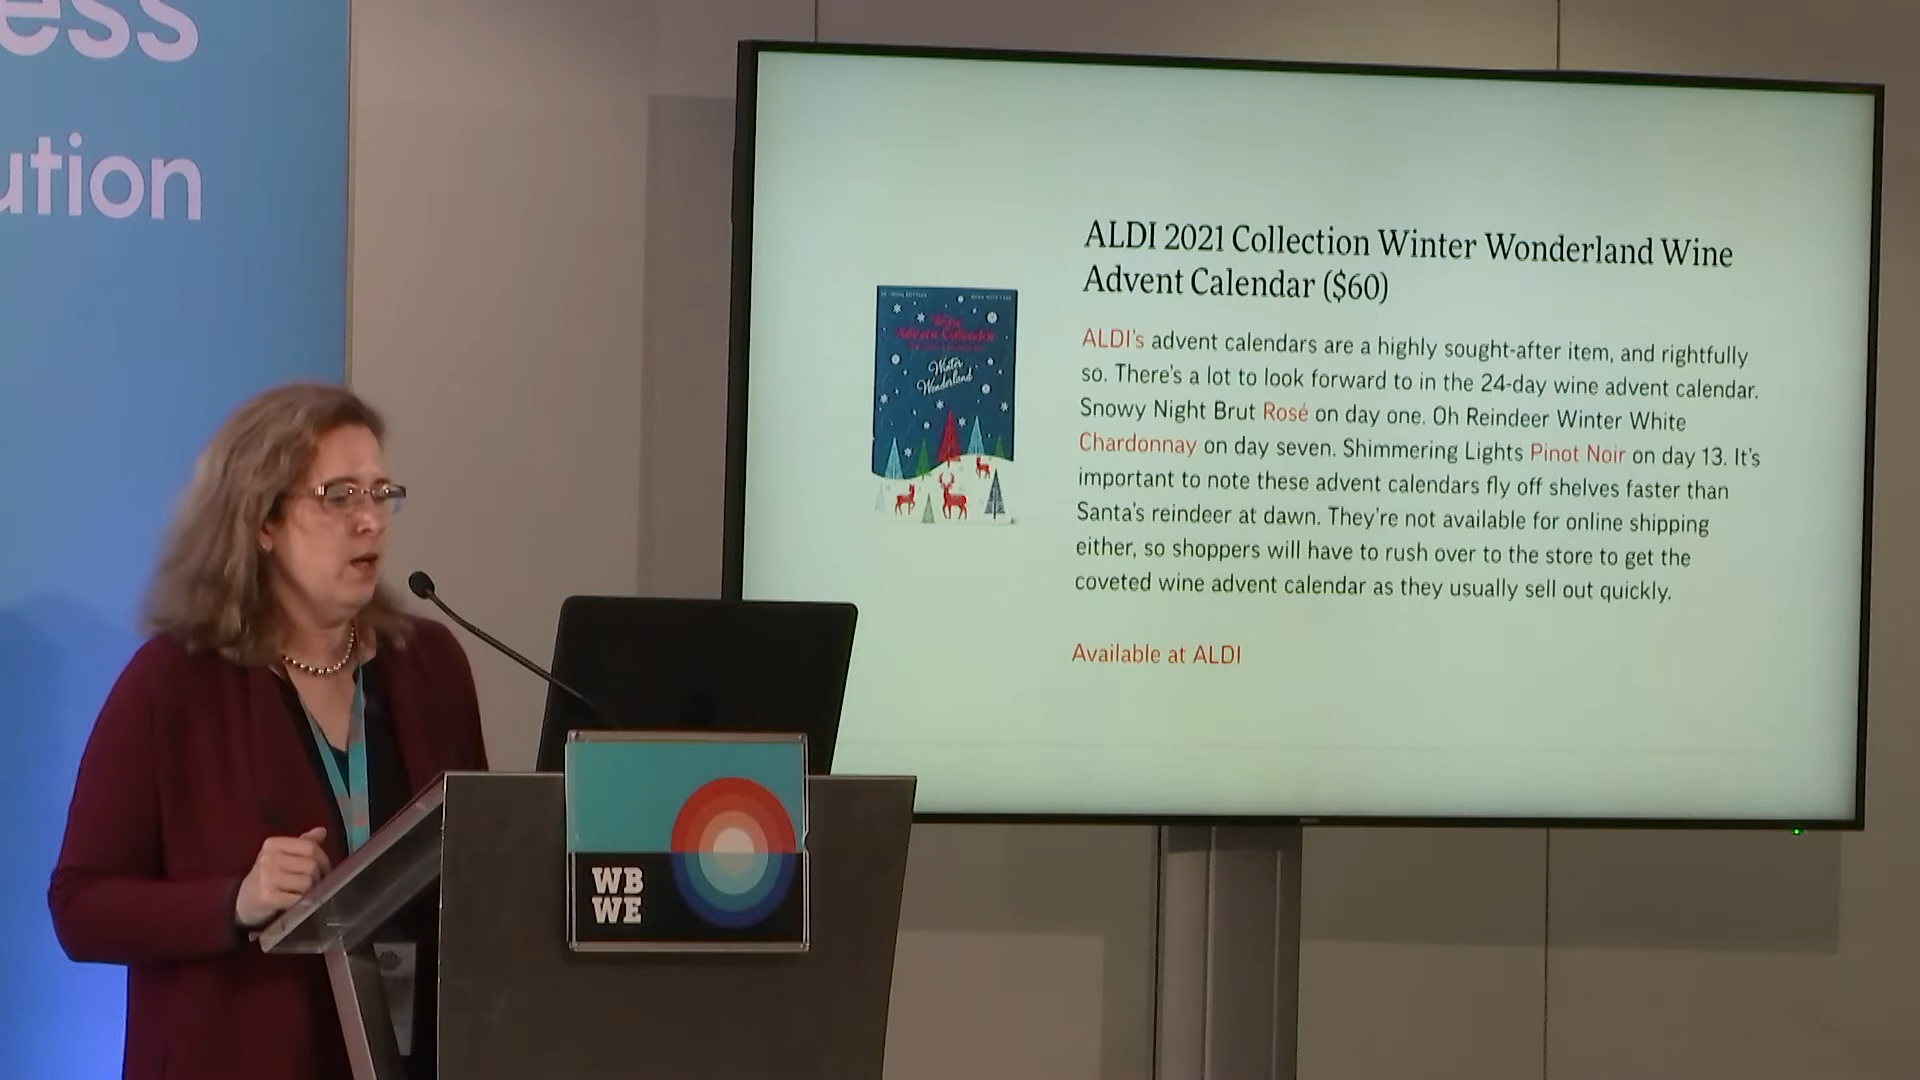 ess
ution
ALDI 2021 Collection Winter Wonderland Wine
Advent Calendar ($60)
ALDI's advent calendars are a highly sought-after item, and rightfully
so. There's a lot to look forward to in the 24-day wine advent calendar.
Snowy Night Brut Rosé on day one. Oh Reindeer Winter White
Chardonnay on day seven. Shimmering Lights Pinot Noir on day 13. It's
important to note these advent calendars fly off shelves faster than
Santa's reindeer at dawn. They're not available for online shipping
either, so shoppers will have to rush over to the store to get the
coveted wine advent calendar as they usually sell out quickly.
Available at ALDI
Wine
Advent Calendar
Winter
Wonderland
WB
WE